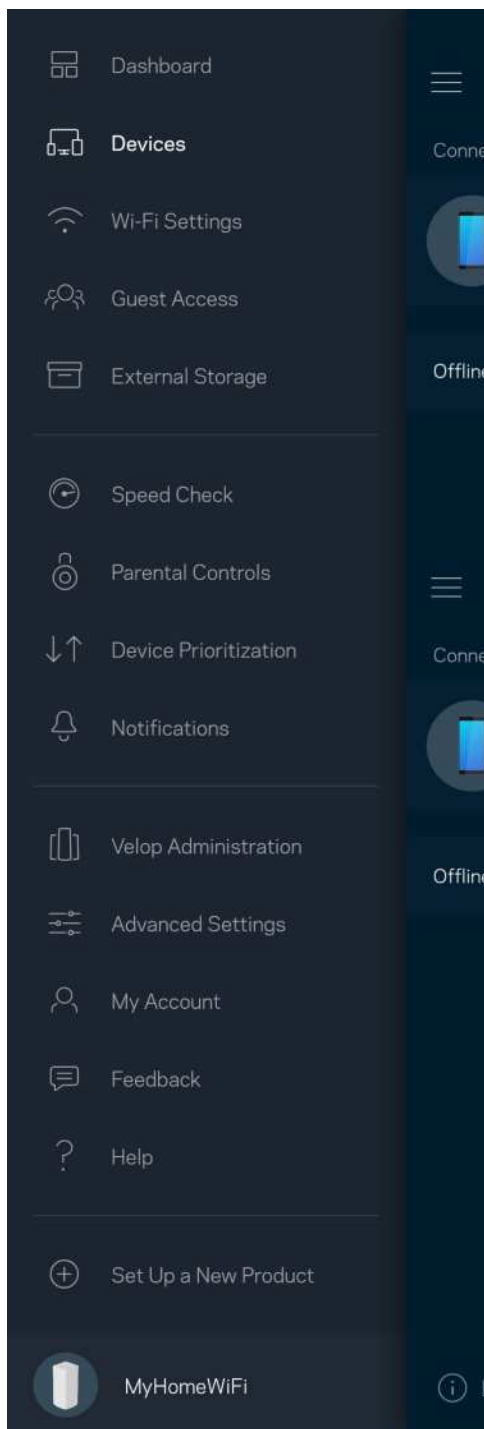 Dashboard
Devices
Wi-Fi Settings
Guest Access
External Storage
Speed Check
Parental Controls
Device Prioritization
Notifications
Velop Administration
Advanced Settings
My Account
Feedback
Help
Set Up a New Product
MyHomeWiFi